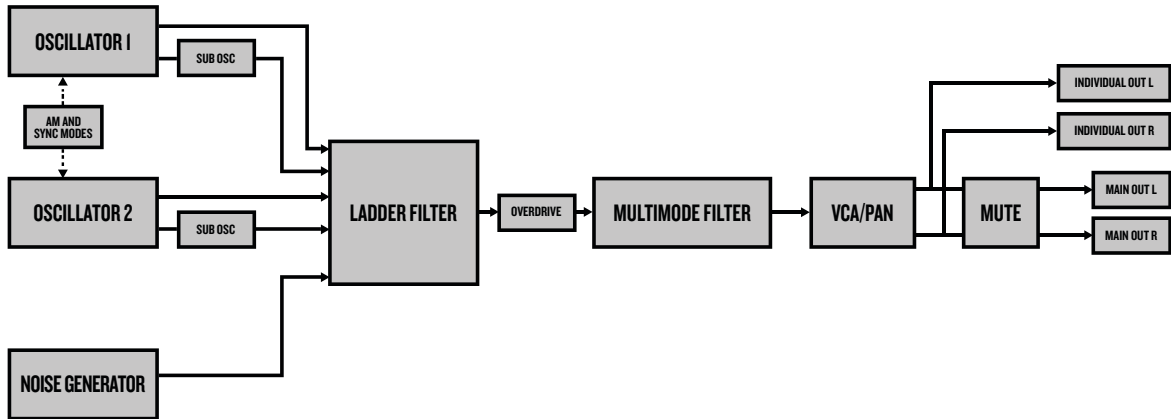 OSCILLATOR 1
SUB OSC
AM AND
SYNC MODES
OSCILLATOR 2
SUB OSC
NOISE GENERATOR
LADDER FILTER
OVERDRIVE
MULTIMODE FILTER
VCA/PAN
MUTE
INDIVIDUAL OUT L
INDIVIDUAL OUT R
MAIN OUT L
MAIN OUT R